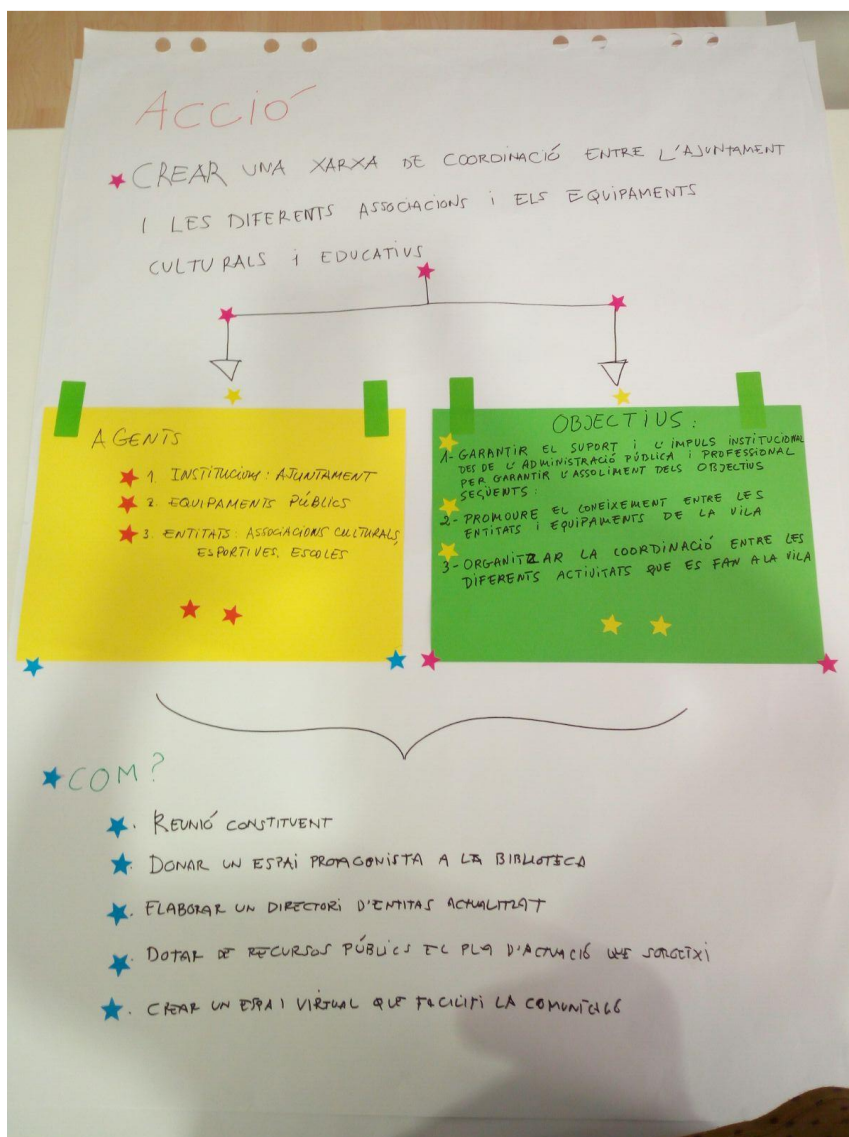 Acció
CREAR UNA XARXA DE COORDINACIÓ ENTRE L'AJUNTAMENT
I LES DIFERENTS ASSOCIACIONS i ELS EQUIPAMENTS
CULTURALS i EDUCATIUS
AGENTS
1. INSTITUCIONS: AJUNTAMENT
2. EQUIPAMENTS PÚBLICS
3. ENTITATS: ASSOCIACIONS CULTURALS,
ESPORTIVES, ESCOLES
OBJECTIUS:
1- GARANTIR EL SUPORT i L'IMPULS INSTITUCIONAL
DES DE L'ADMINISTRACIÓ PÚBLICA i PROFESSIONAL
PER GARANTIR L'ASSOLIMENT DELS OBJECTIUS
SEGÜENTS:
2- PROMOURE EL CONEIXEMENT ENTRE LES
ENTITATS i EQUIPAMENTS DE LA VILA
3- ORGANITZAR LA COORDINACIÓ ENTRE LES
DIFERENTS ACTIVITATS QUE ES FAN A LA VILA
COM?
. REUNIÓ CONSTITUENT
. DONAR UN ESPAI PROTAGONISTA A LA BIBLIOTECA
. ELABORAR UN DIRECTORI D'ENTITAS ACTUALITZAT
. DOTAR DE RECURSOS PÚBLICS EL PLA D'ACTUACIÓ QUE SORGEIXI
. CREAR UN ESPAI VIRTUAL QUE FACILITI LA COMUNICACIÓ